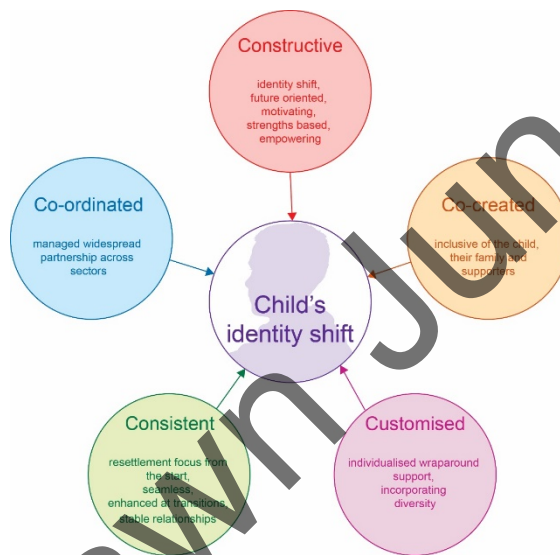 Constructive
identity shift,
future oriented,
motivating,
strengths based,
empowering
Co-ordinated
managed widespread
partnership across
sectors
Co-created
inclusive of the child,
their family and
supporters
Child's
identity shift
Consistent
resettlement focus from
the start,
seamless,
enhanced at transitions,
stable relationships
Customised
individualised wraparound
support,
incorporating
diversity
wn Jun